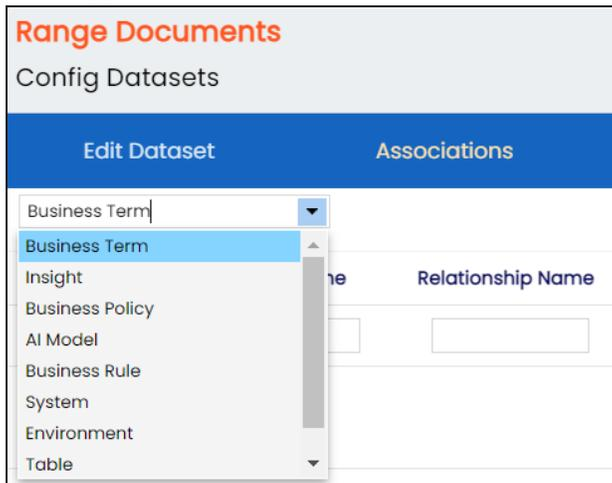 Range Documents
Config Datasets
Edit Dataset Associations
Business Term
Business Term
Insight
Relationship Name
Business Policy
AI Model
Business Rule
System
Environment
Table